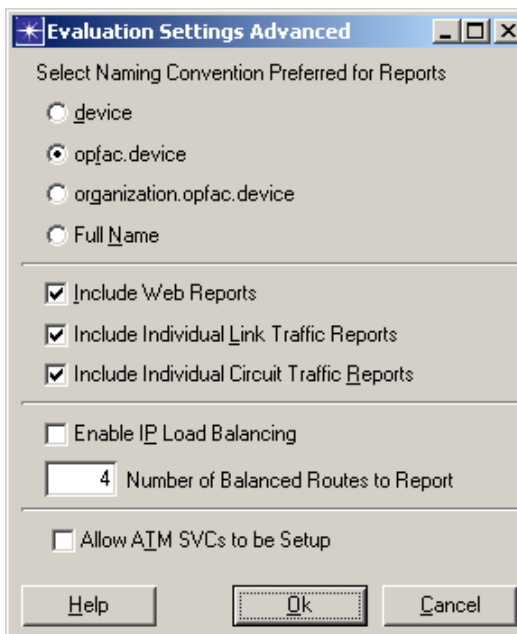 Evaluation Settings Advanced
Select Naming Convention Preferred for Reports
device
opfac.device
organization.opfac.device
Full Name
Include Web Reports
Include Individual Link Traffic Reports
Include Individual Circuit Traffic Reports
Enable IP Load Balancing
4 Number of Balanced Routes to Report
Allow ATM SVCs to be Setup
Help Ok Cancel